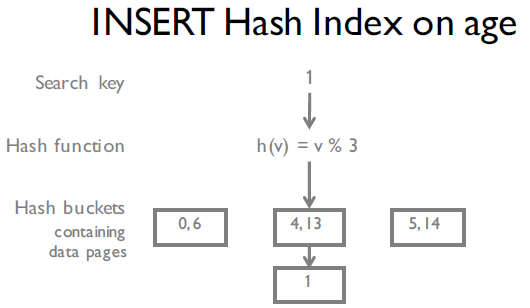 INSERT Hash Index on age
Search key
1
Hash function
h(v) = v % 3
Hash buckets
containing
data pages
0, 6
4, 13
5, 14
1